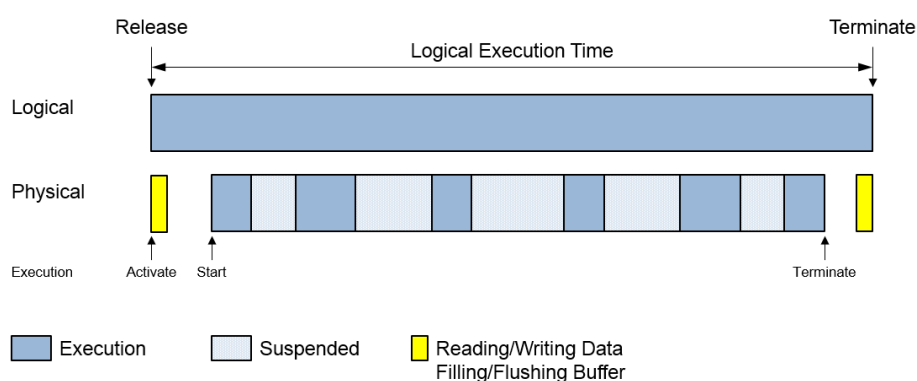 Release
Terminate
Logical Execution Time
Logical
Physical
Execution
Activate
Start
Terminate
Execution
Suspended
Reading/Writing Data
Filling/Flushing Buffer